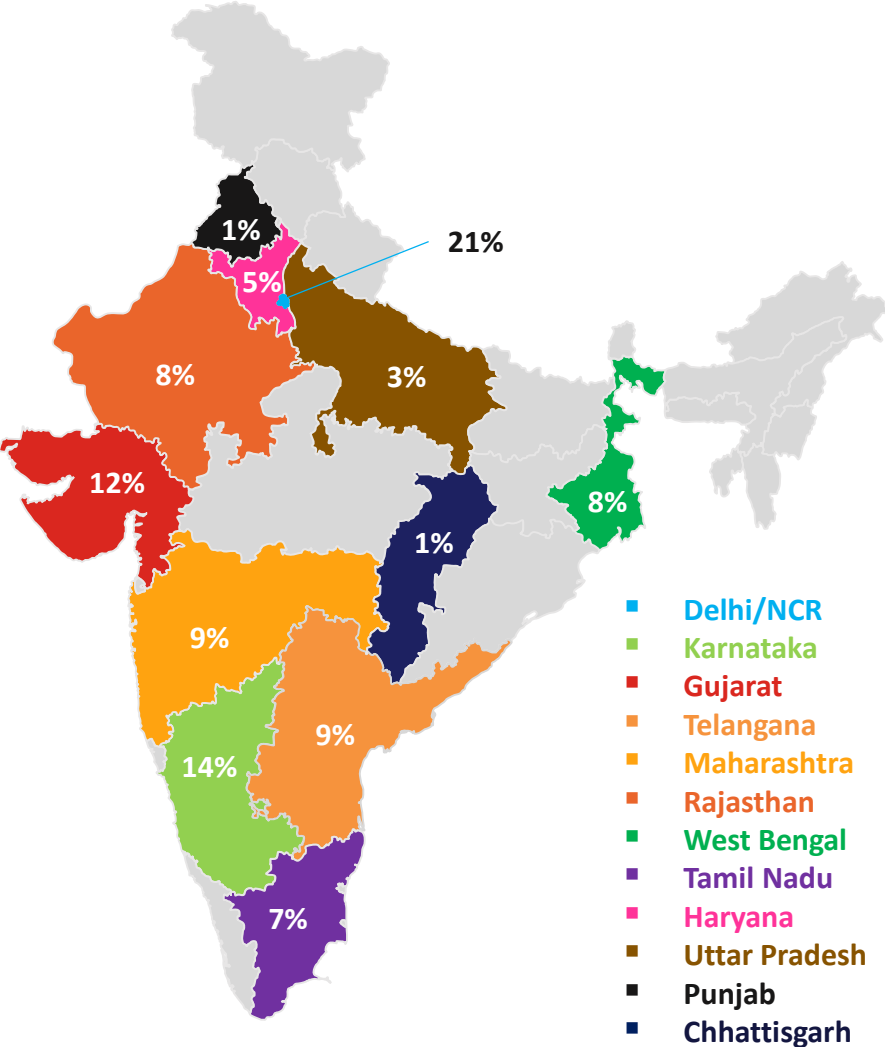 1%
21%
5%
8%
3%
12%
8%
1%
9%
9%
14%
7%
Delhi/NCR
Karnataka
Gujarat
Telangana
Maharashtra
Rajasthan
West Bengal
Tamil Nadu
Haryana
Uttar Pradesh
Punjab
Chhattisgarh